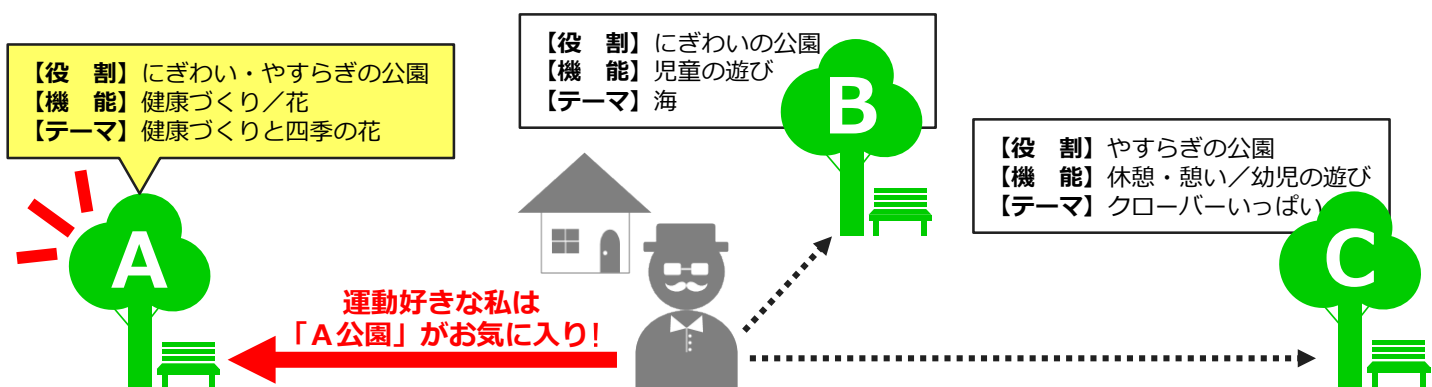 【役　割】にぎわい・やすらぎの公園
【機　能】健康づくり／花
【テーマ】健康づくりと四季の花
A
【役　割】にぎわいの公園
【機　能】児童の遊び
【テーマ】海
B
【役　割】やすらぎの公園
【機　能】休憩・憩い／幼児の遊び
【テーマ】クローバーいっぱい
C
運動好きな私は
「Ａ公園」がお気に入り！